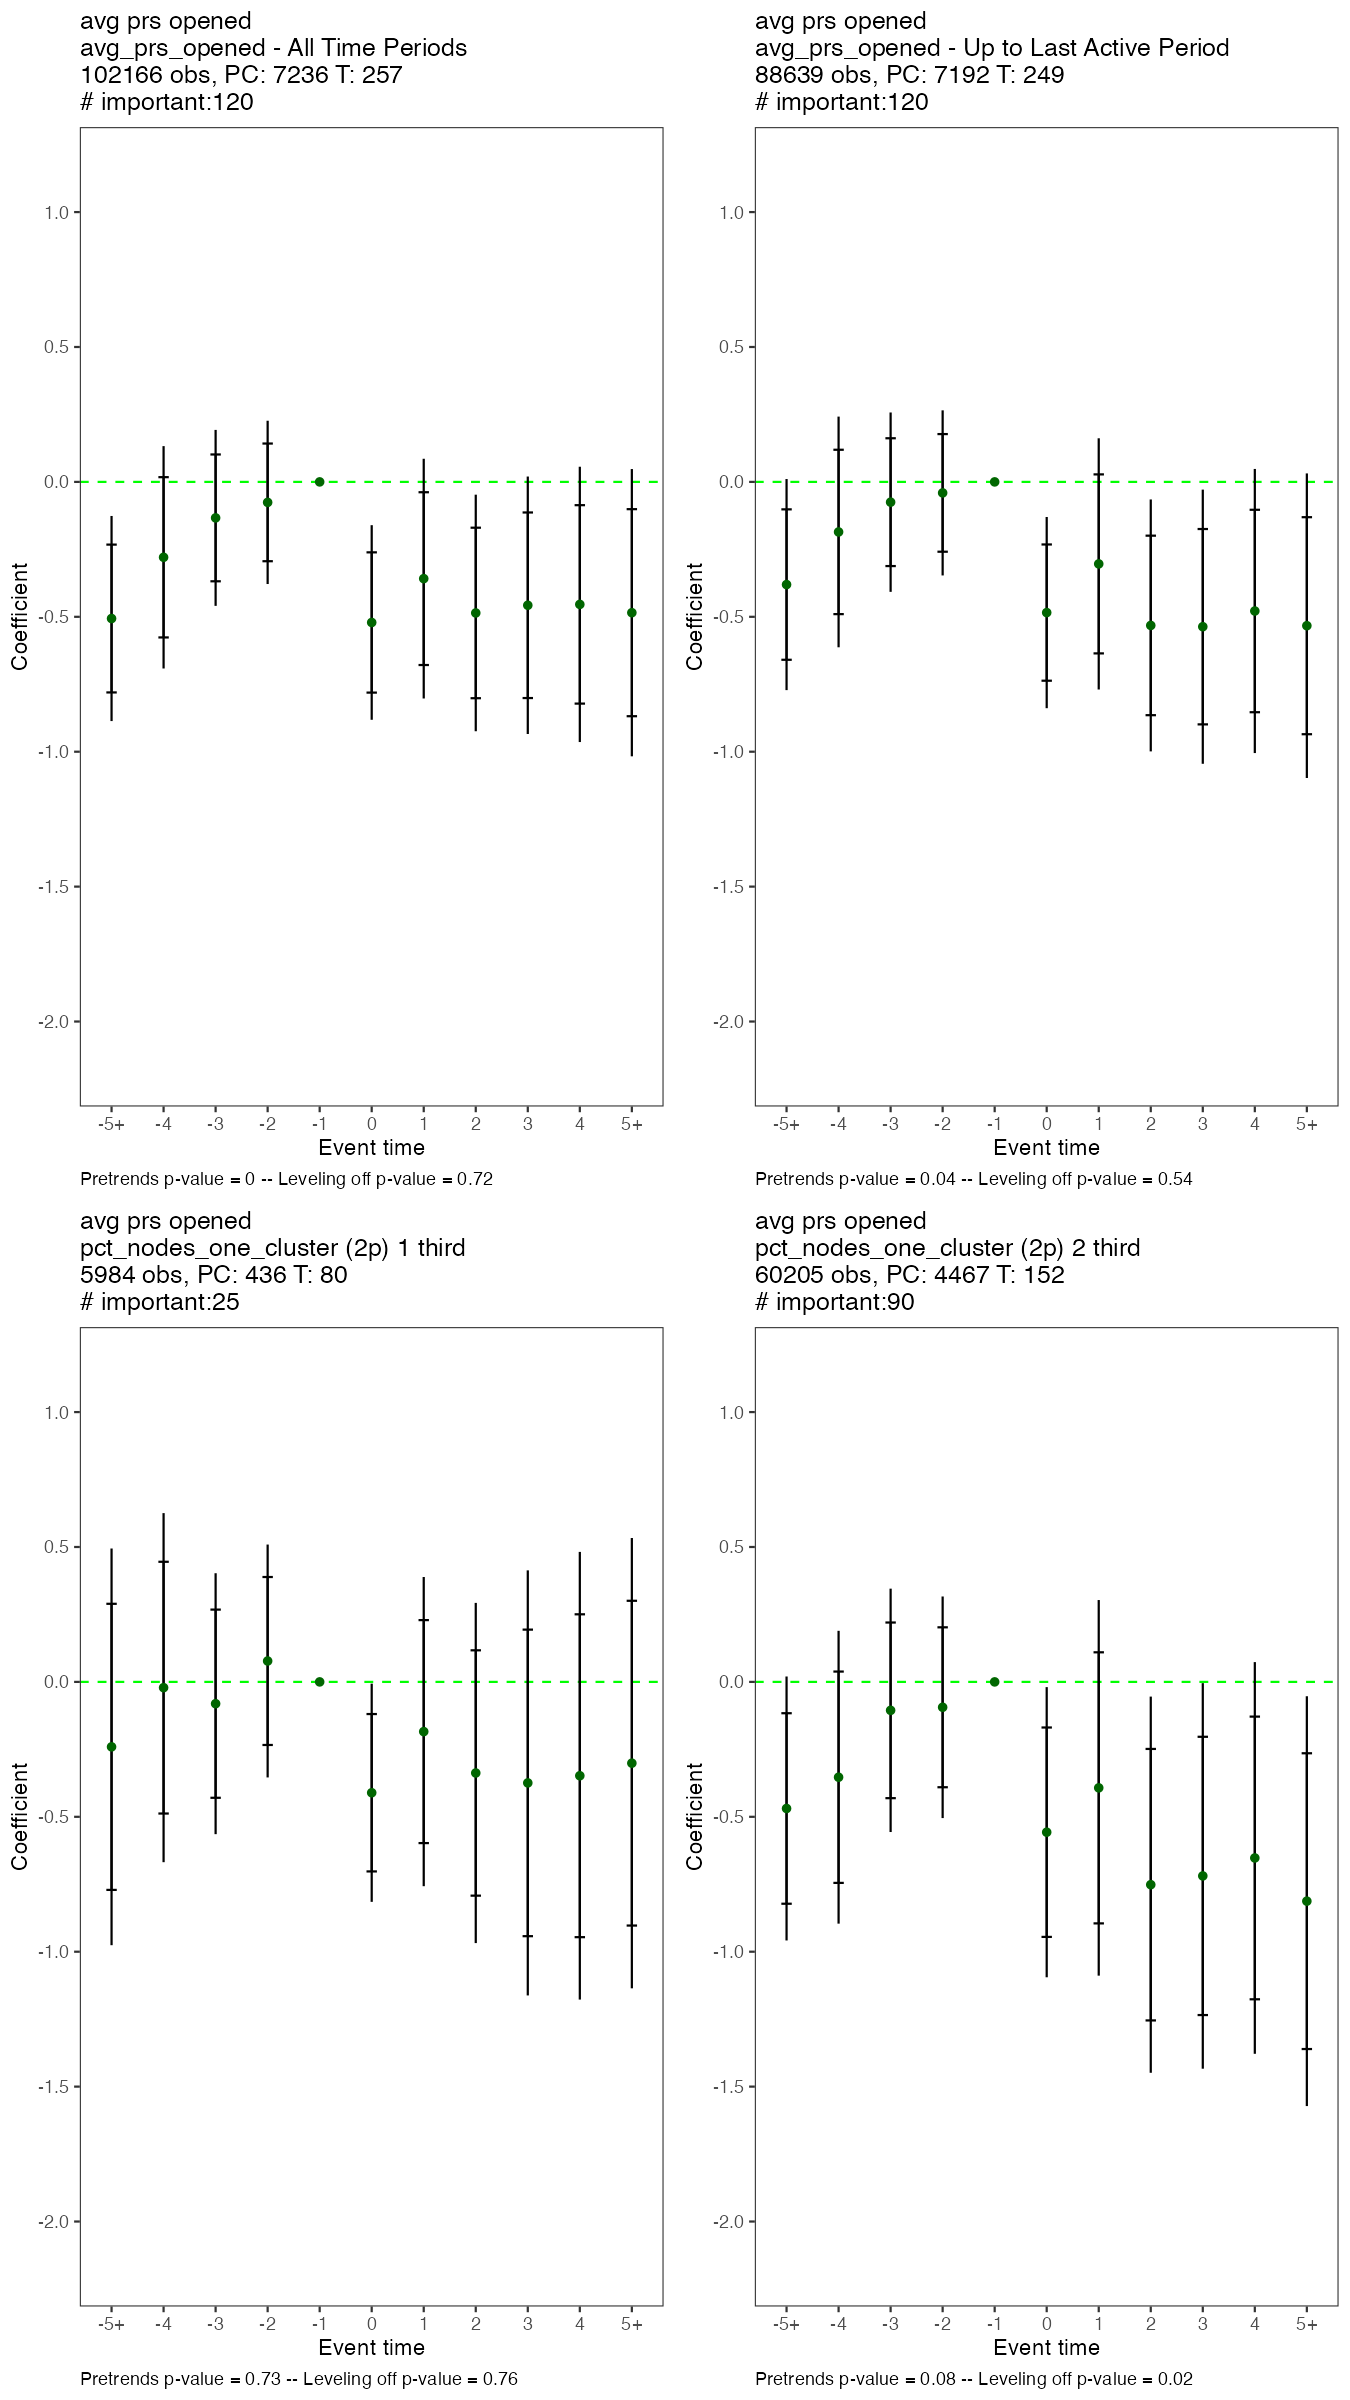 avg prs opened
avg_prs_opened - All Time Periods
102166 obs, PC: 7236 T: 257
# important:120
1.0
0.5
0.0
-0.5
-1.0
-1.5
-2.0
Coefficient
-5+ -4 -3 -2 -1 0 1 2 3 4 5+
Event time
Pretrends p-value = 0 -- Leveling off p-value = 0.72
avg prs opened
avg_prs_opened - Up to Last Active Period
88639 obs, PC: 7192 T: 249
# important:120
1.0
0.5
0.0
-0.5
-1.0
-1.5
-2.0
Coefficient
-5+ -4 -3 -2 -1 0 1 2 3 4 5+
Event time
Pretrends p-value = 0.04 -- Leveling off p-value = 0.54
avg prs opened
pct_nodes_one_cluster (2p) 1 third
5984 obs, PC: 436 T: 80
# important:25
1.0
0.5
0.0
-0.5
-1.0
-1.5
-2.0
Coefficient
-5+ -4 -3 -2 -1 0 1 2 3 4 5+
Event time
Pretrends p-value = 0.73 -- Leveling off p-value = 0.76
avg prs opened
pct_nodes_one_cluster (2p) 2 third
60205 obs, PC: 4467 T: 152
# important:90
1.0
0.5
0.0
-0.5
-1.0
-1.5
-2.0
Coefficient
-5+ -4 -3 -2 -1 0 1 2 3 4 5+
Event time
Pretrends p-value = 0.08 -- Leveling off p-value = 0.02